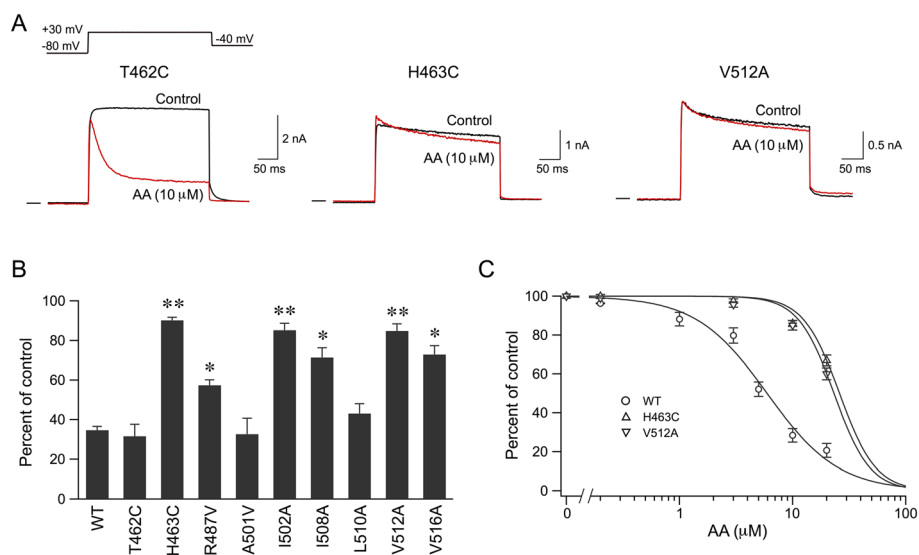 A
+30 mV
-80 mV
-40 mV
T462C
H463C
V512A
Control
AA (10 μM)
2 nA
50 ms
Control
AA (10 μM)
1 nA
50 ms
Control
AA (10 μM)
0.5 nA
50 ms
B
Percent of control
100
80
60
40
20
0
** * ** * ** *
WT
T462C
H463C
R487V
A501V
I502A
I508A
L510A
V512A
V516A
C
Percent of control
100
80
60
40
20
0
WT
H463C
V512A
0 1 10 100
AA (μM)